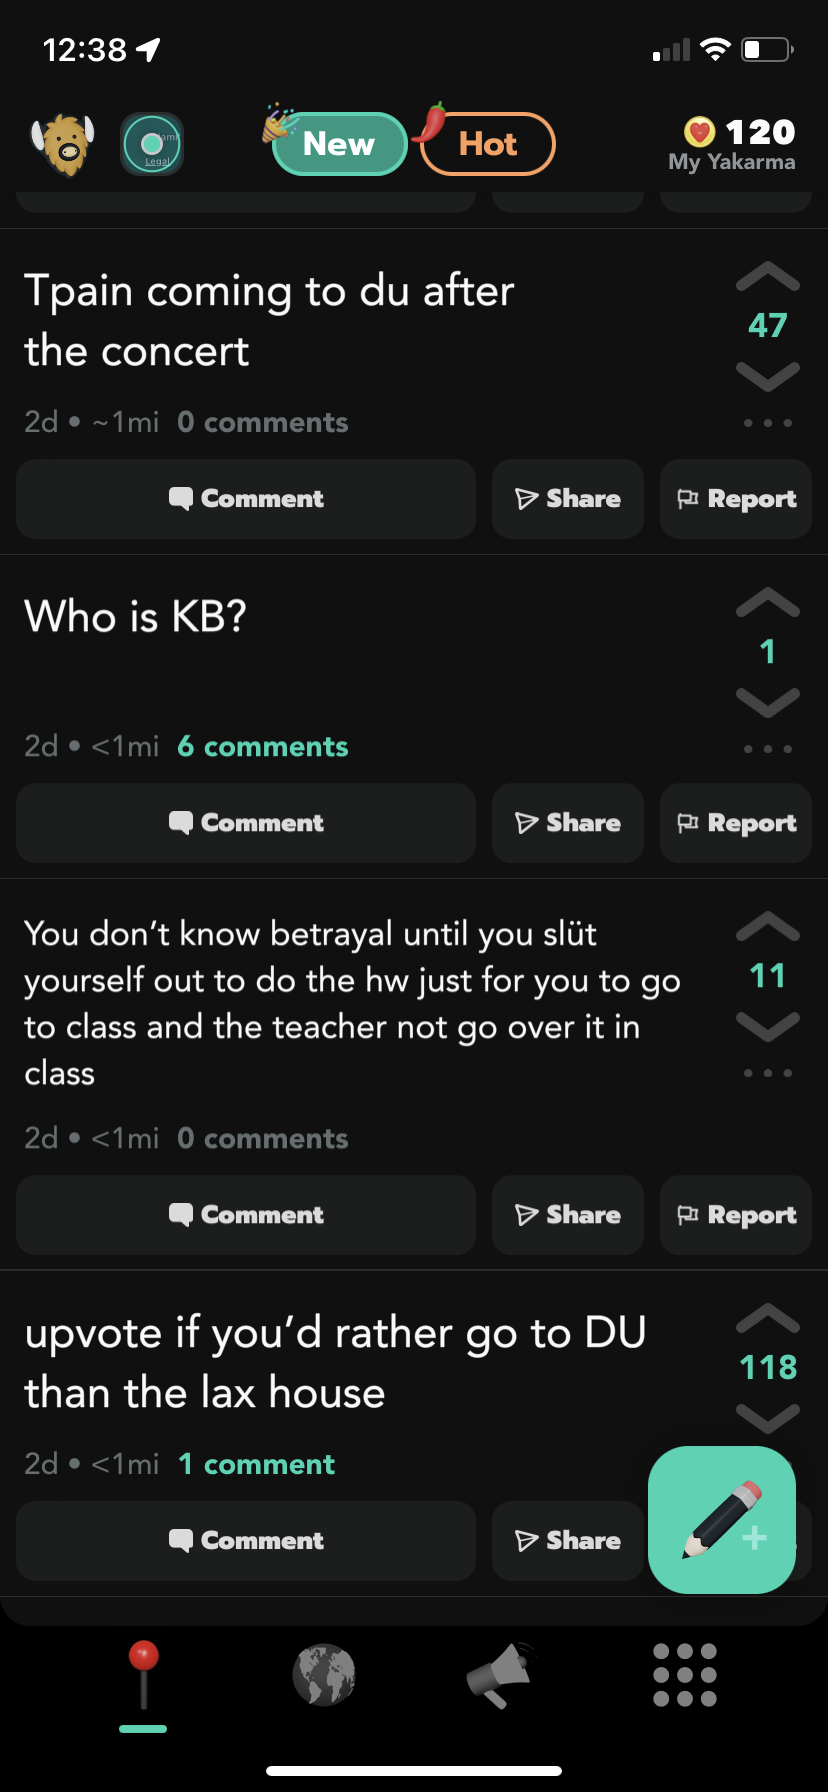 12:38
Legal
New
Hot
120
My Yakarma
Tpain coming to du after
the concert
47
2d • ~1mi 0 comments
Comment
Share
Report
Who is KB?
1
2d • <1mi 6 comments
Comment
Share
Report
You don’t know betrayal until you slüt
yourself out to do the hw just for you to go
to class and the teacher not go over it in
class
11
2d • <1mi 0 comments
Comment
Share
Report
upvote if you’d rather go to DU
than the lax house
118
2d • <1mi 1 comment
Comment
Share